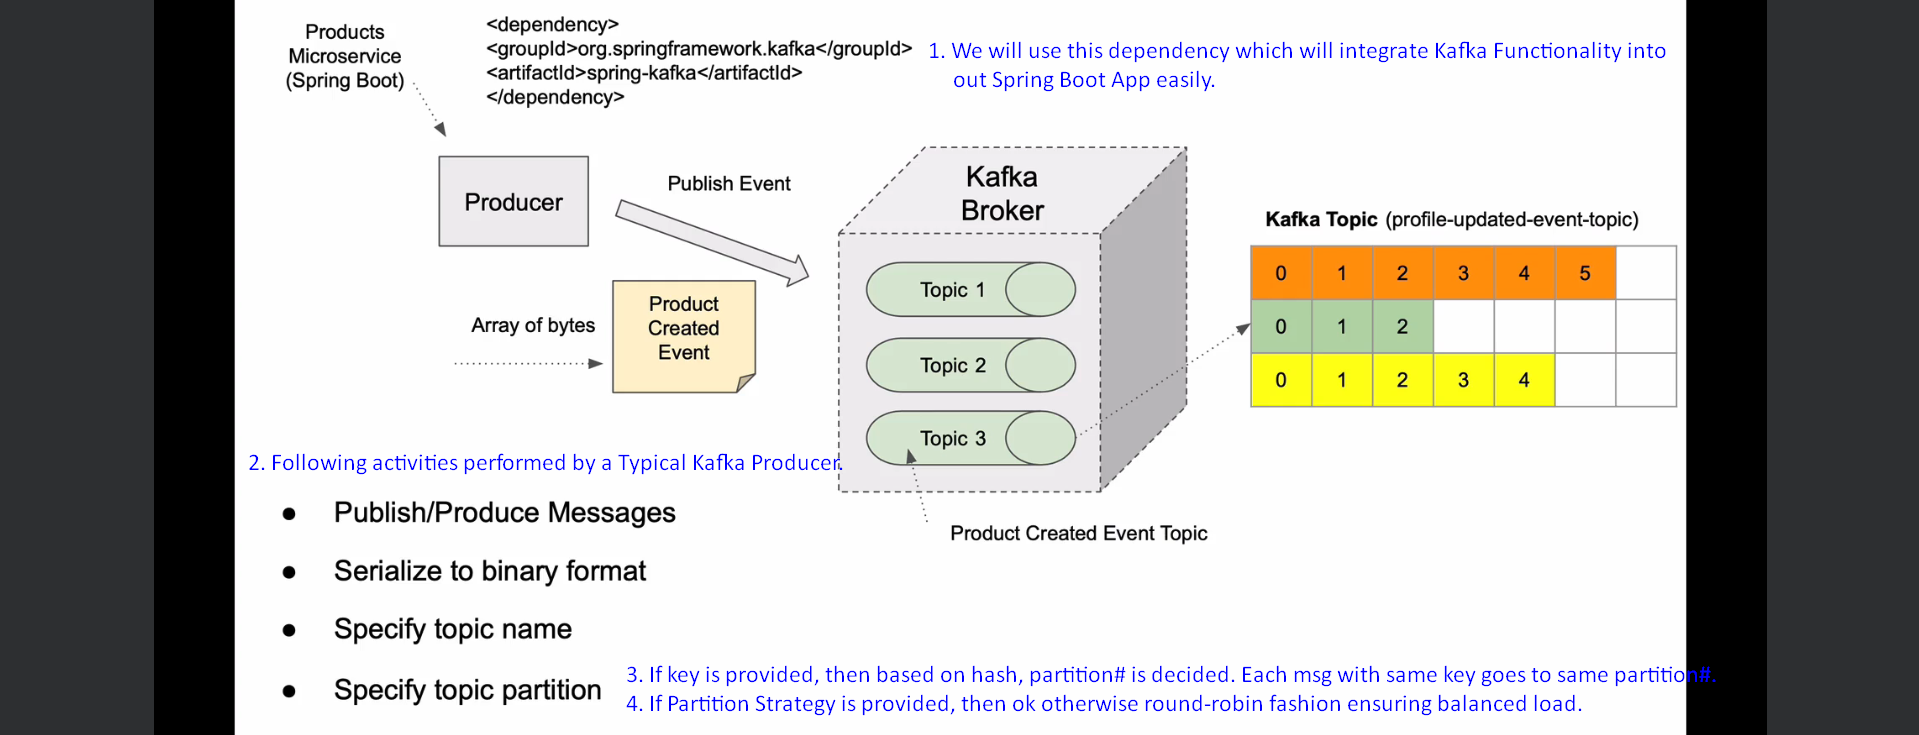 Products
Microservice
(Spring Boot)
<dependency>
<groupId>org.springframework.kafka</groupId>
<artifactId>spring-kafka</artifactId>
</dependency>
1. We will use this dependency which will integrate Kafka Functionality into
out Spring Boot App easily.
Producer
Publish Event
Kafka
Broker
Topic 1
Topic 2
Topic 3
Array of bytes
Product
Created
Event
Kafka Topic (profile-updated-event-topic)
0 1 2 3 4 5
0 1 2
0 1 2 3 4
Product Created Event Topic
2. Following activities performed by a Typical Kafka Producer.
● Publish/Produce Messages
● Serialize to binary format
● Specify topic name
● Specify topic partition
3. If key is provided, then based on hash, partition# is decided. Each msg with same key goes to same partition#.
4. If Partition Strategy is provided, then ok otherwise round-robin fashion ensuring balanced load.